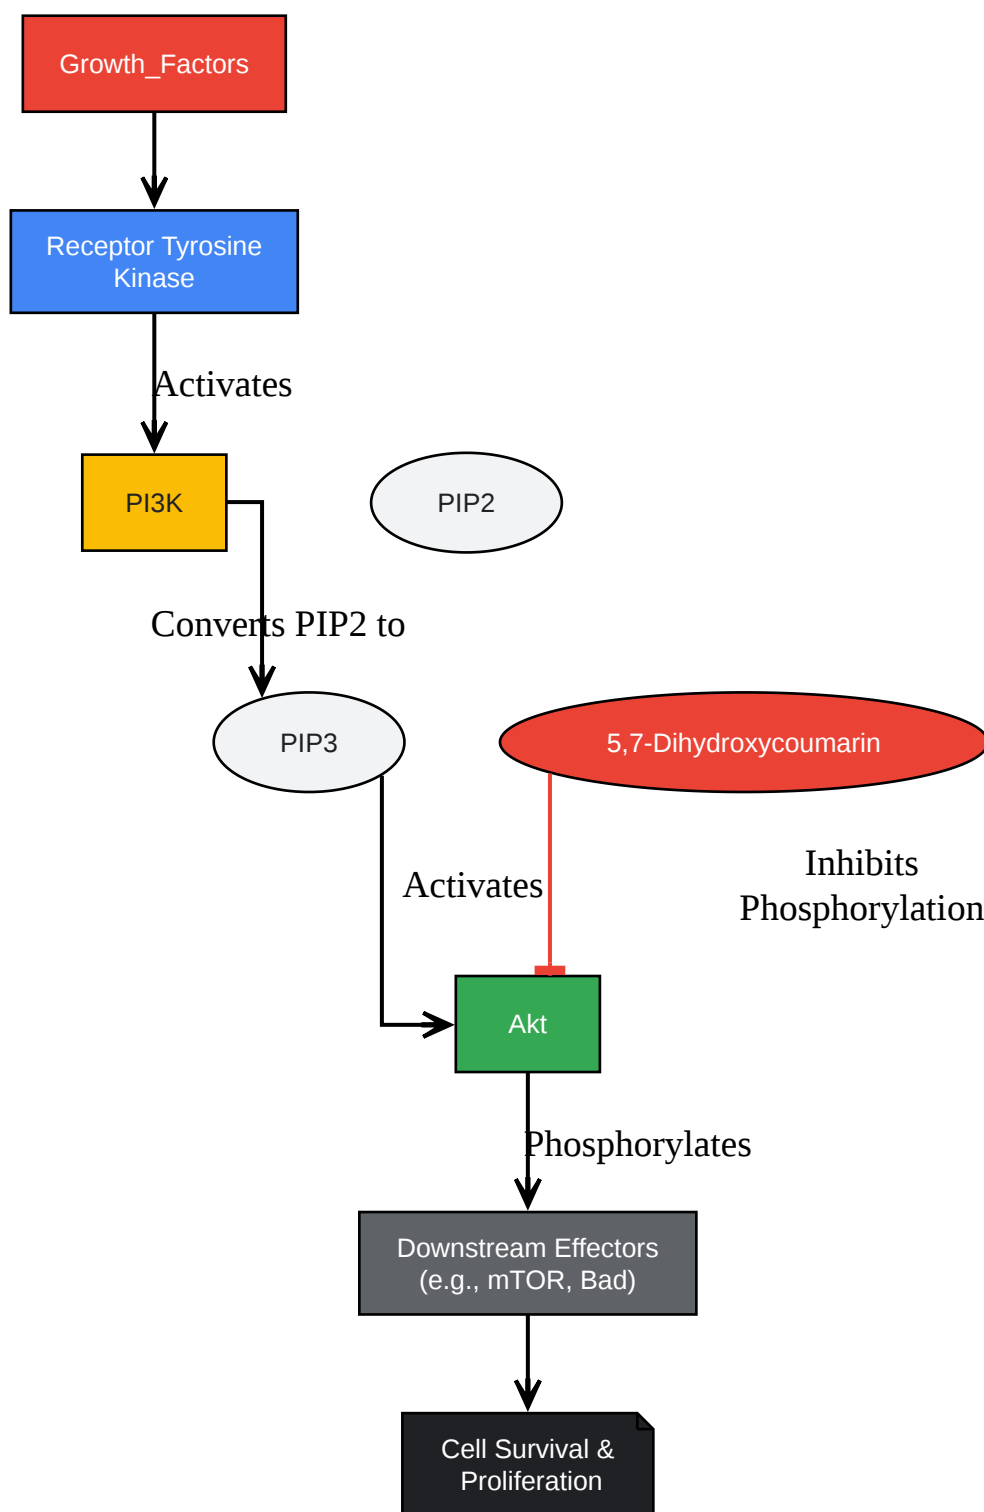 Growth_Factors
Receptor Tyrosine
Kinase
Activates
PI3K
PIP2
Converts PIP2 to
PIP3
5,7-Dihydroxycoumarin
Activates
Inhibits
Phosphorylation
Akt
Phosphorylates
Downstream Effectors
(e.g., mTOR, Bad)
Cell Survival &
Proliferation